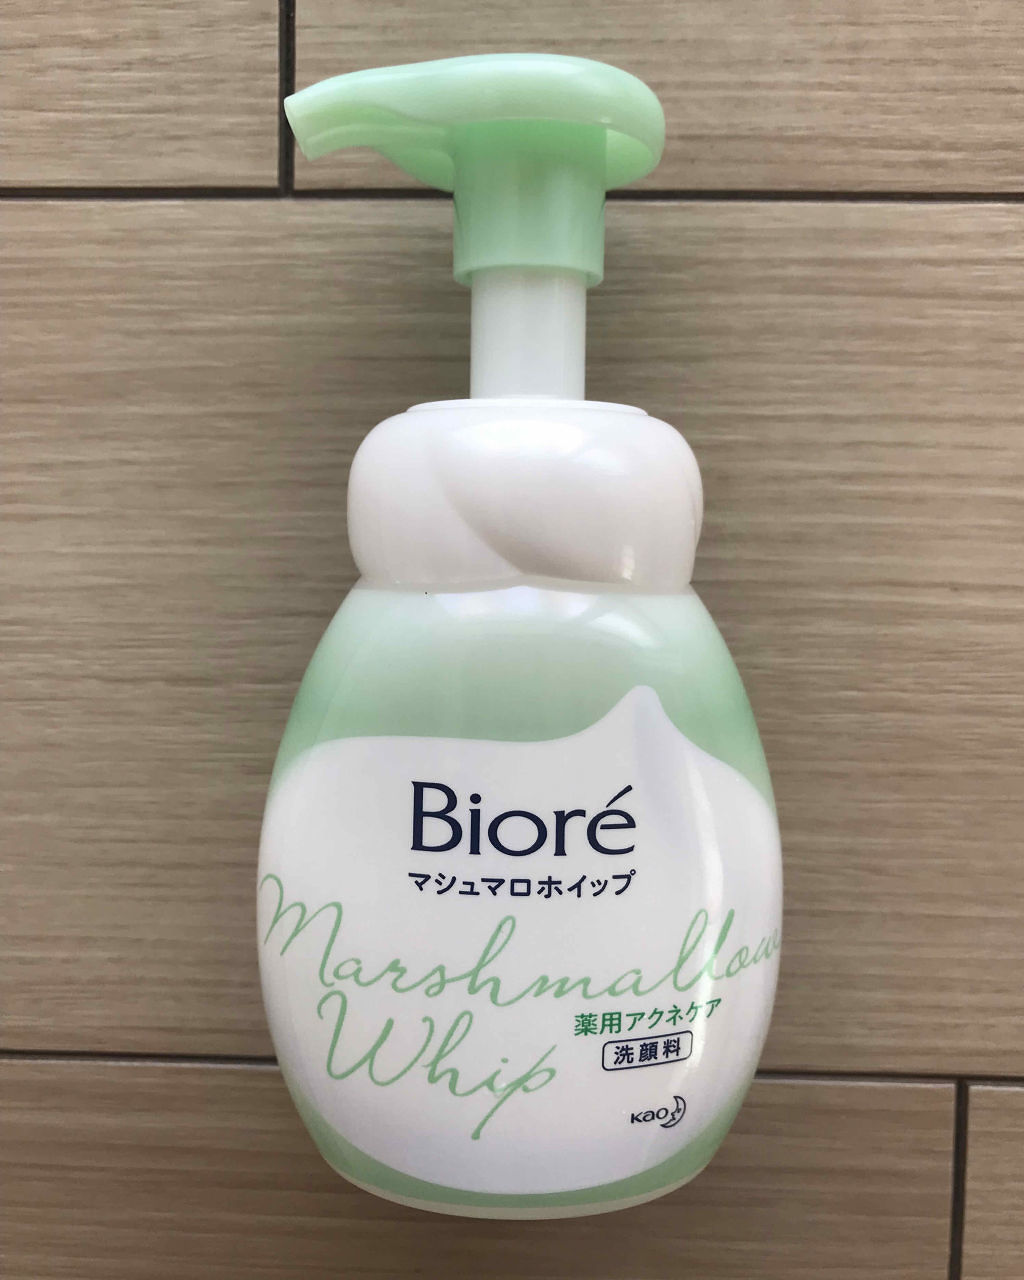 Bioré
マシュマロホイップ
Marshmallow
Whip
薬用アクネケア
洗顔料
Kao